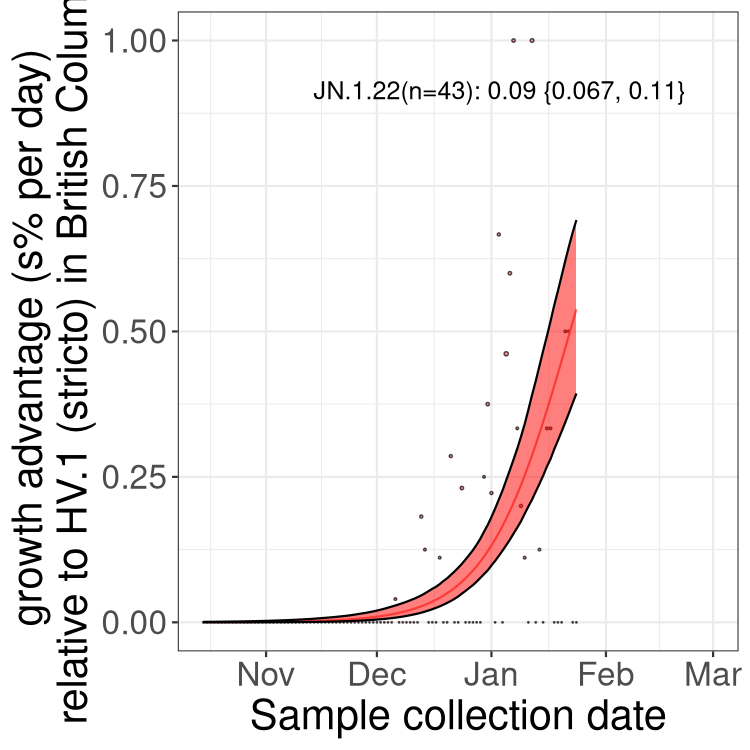 growth advantage (s% per day)
relative to HV.1 (stricto) in British Colum
1.00
0.75
0.50
0.25
0.00
JN.1.22(n=43): 0.09 {0.067, 0.11}
Nov Dec Jan Feb Mar
Sample collection date